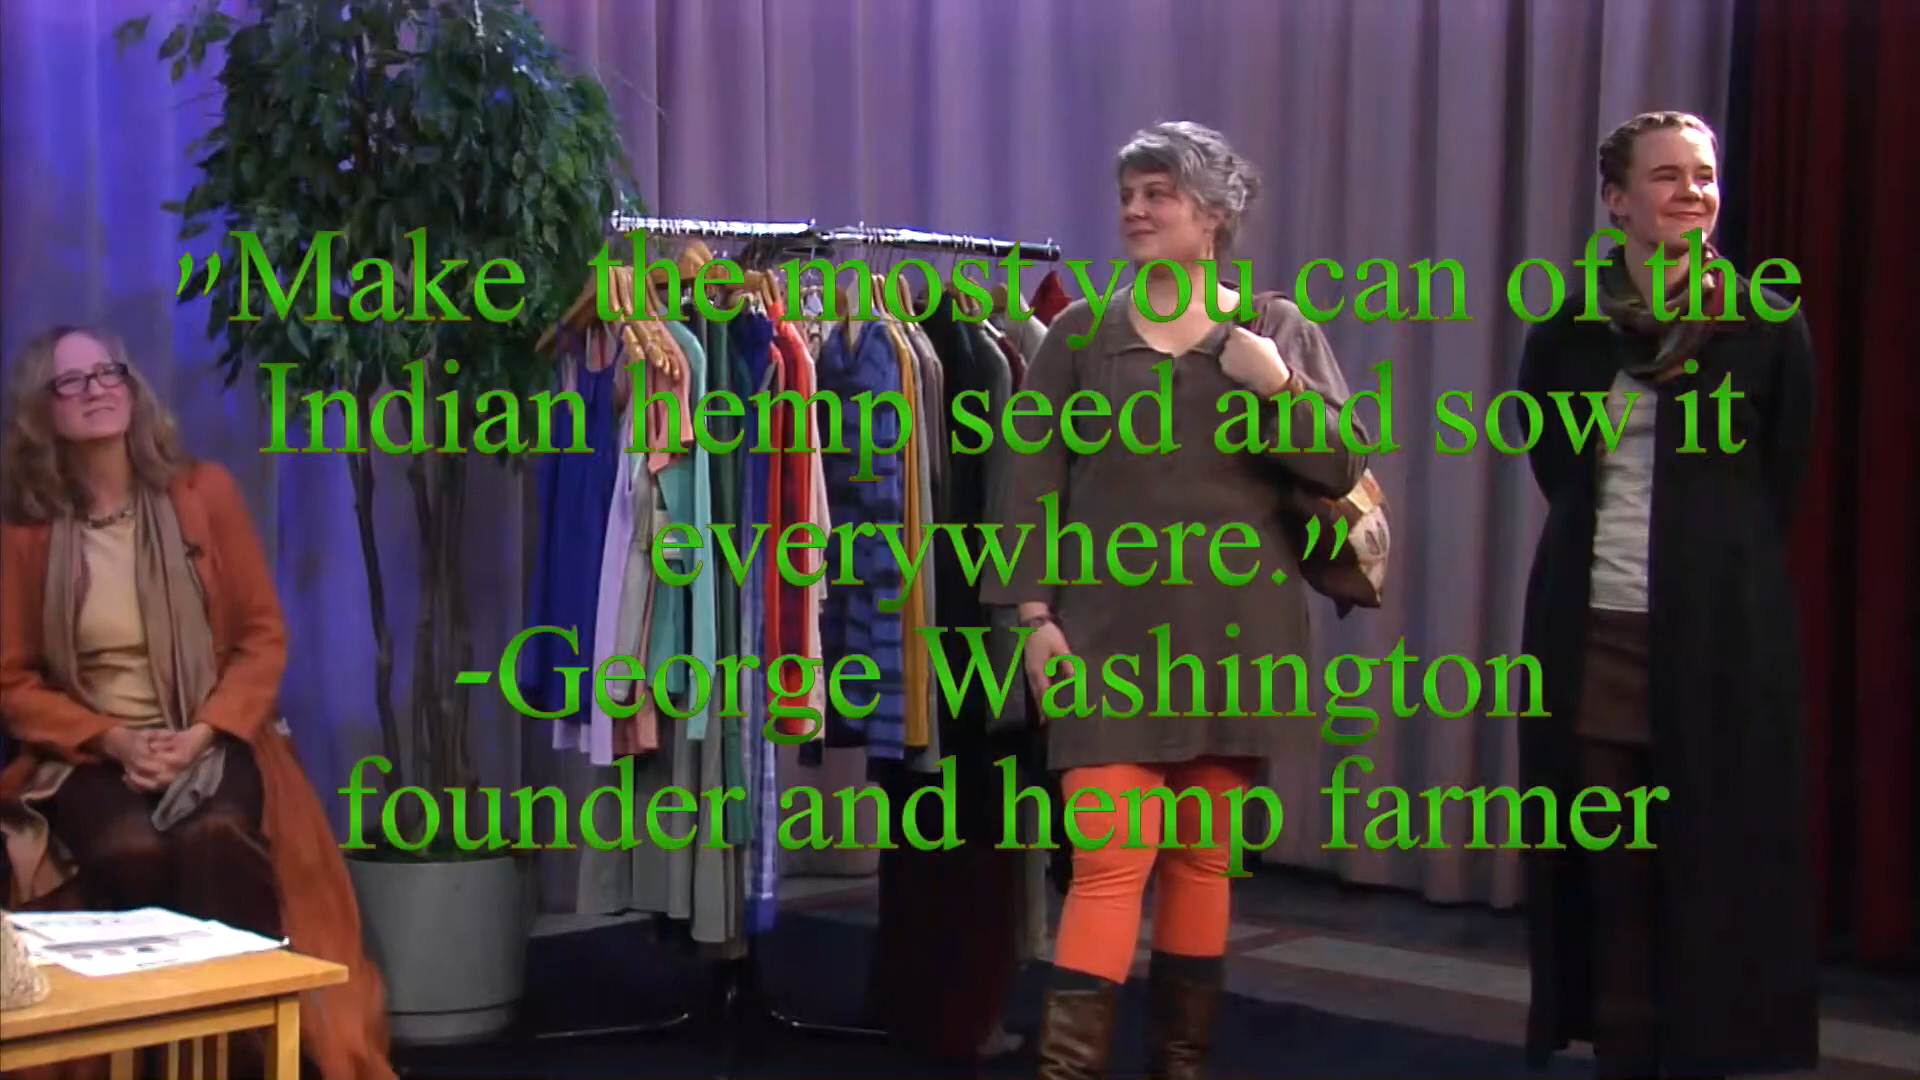 "Make  the most you can of the
Indian hemp seed and sow it
everywhere."
-George Washington
founder and hemp farmer